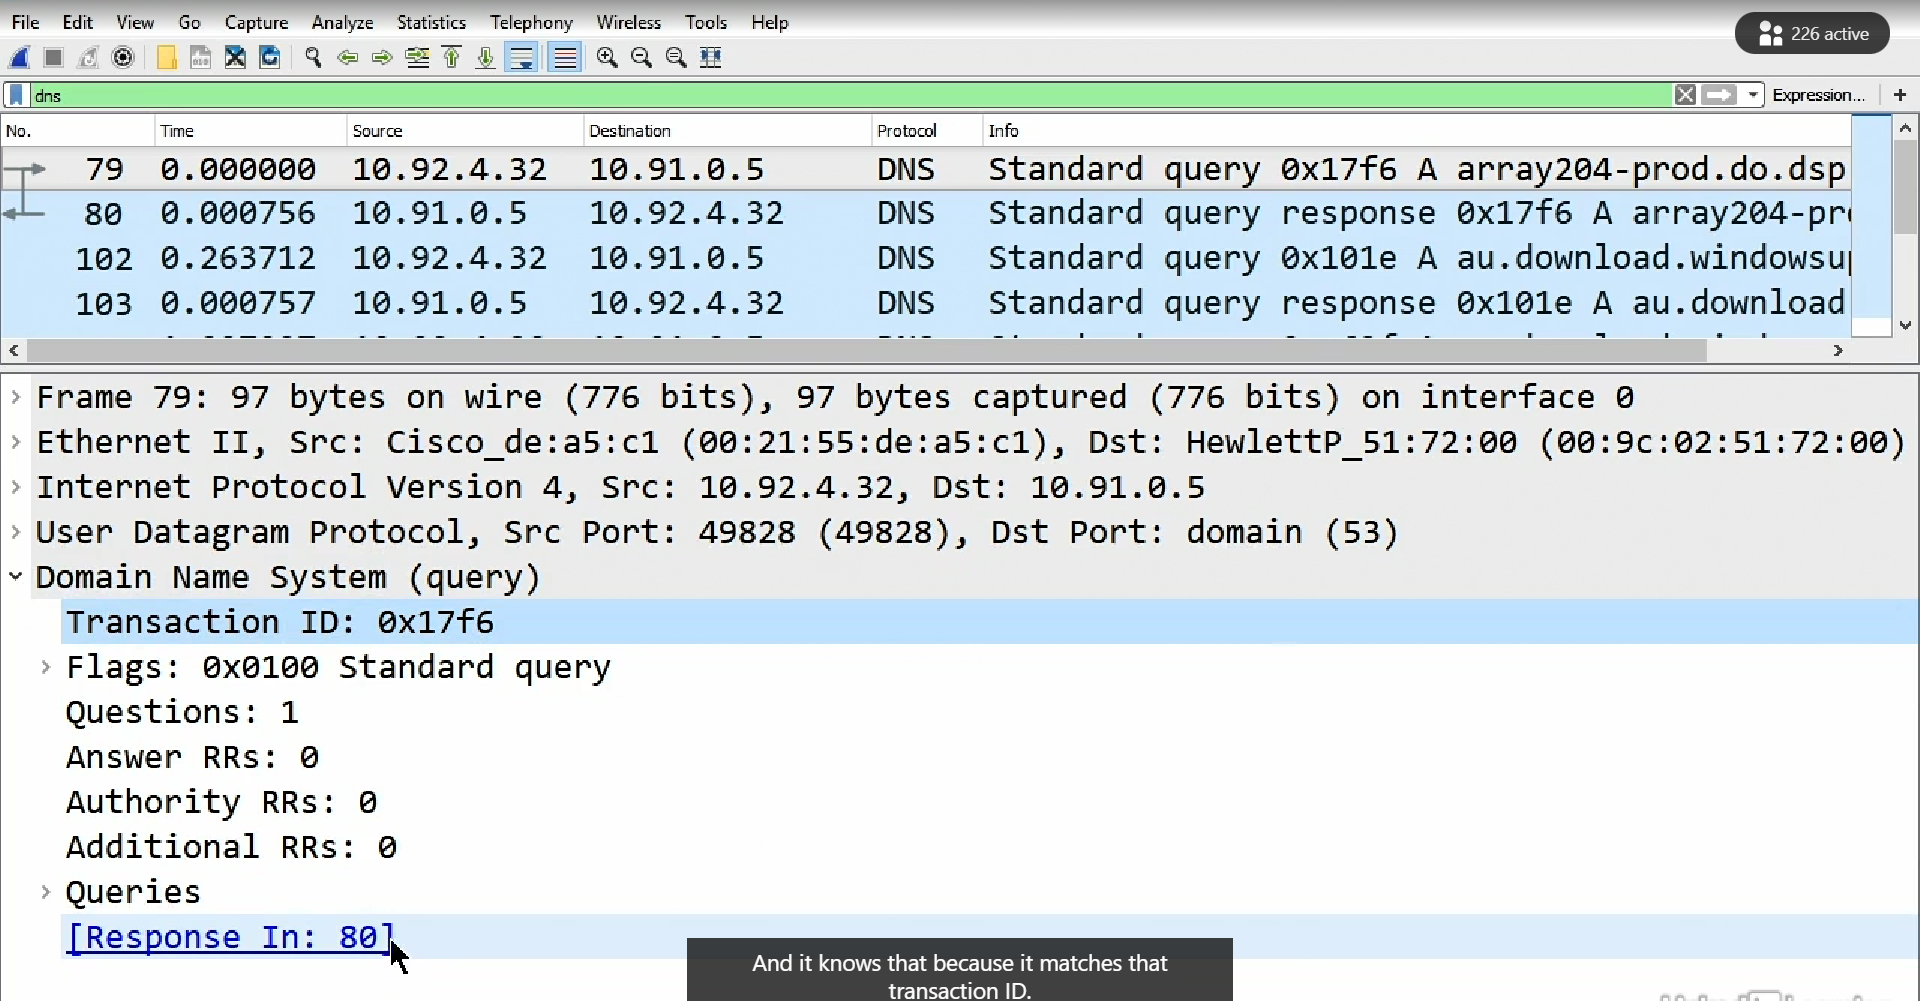 File Edit View Go Capture Analyze Statistics Telephony Wireless Tools Help
226 active
dns Expression... +
No. Time Source Destination Protocol Info
79 0.000000 10.92.4.32 10.91.0.5 DNS Standard query 0x17f6 A array204-prod.do.dsp
80 0.000756 10.91.0.5 10.92.4.32 DNS Standard query response 0x17f6 A array204-pr
102 0.263712 10.92.4.32 10.91.0.5 DNS Standard query 0x101e A au.download.windowsu
103 0.000757 10.91.0.5 10.92.4.32 DNS Standard query response 0x101e A au.download
Frame 79: 97 bytes on wire (776 bits), 97 bytes captured (776 bits) on interface 0
Ethernet II, Src: Cisco_de:a5:c1 (00:21:55:de:a5:c1), Dst: HewlettP_51:72:00 (00:9c:02:51:72:00)
Internet Protocol Version 4, Src: 10.92.4.32, Dst: 10.91.0.5
User Datagram Protocol, Src Port: 49828 (49828), Dst Port: domain (53)
Domain Name System (query)
Transaction ID: 0x17f6
Flags: 0x0100 Standard query
Questions: 1
Answer RRs: 0
Authority RRs: 0
Additional RRs: 0
Queries
[Response In: 80]
And it knows that because it matches that
transaction ID.